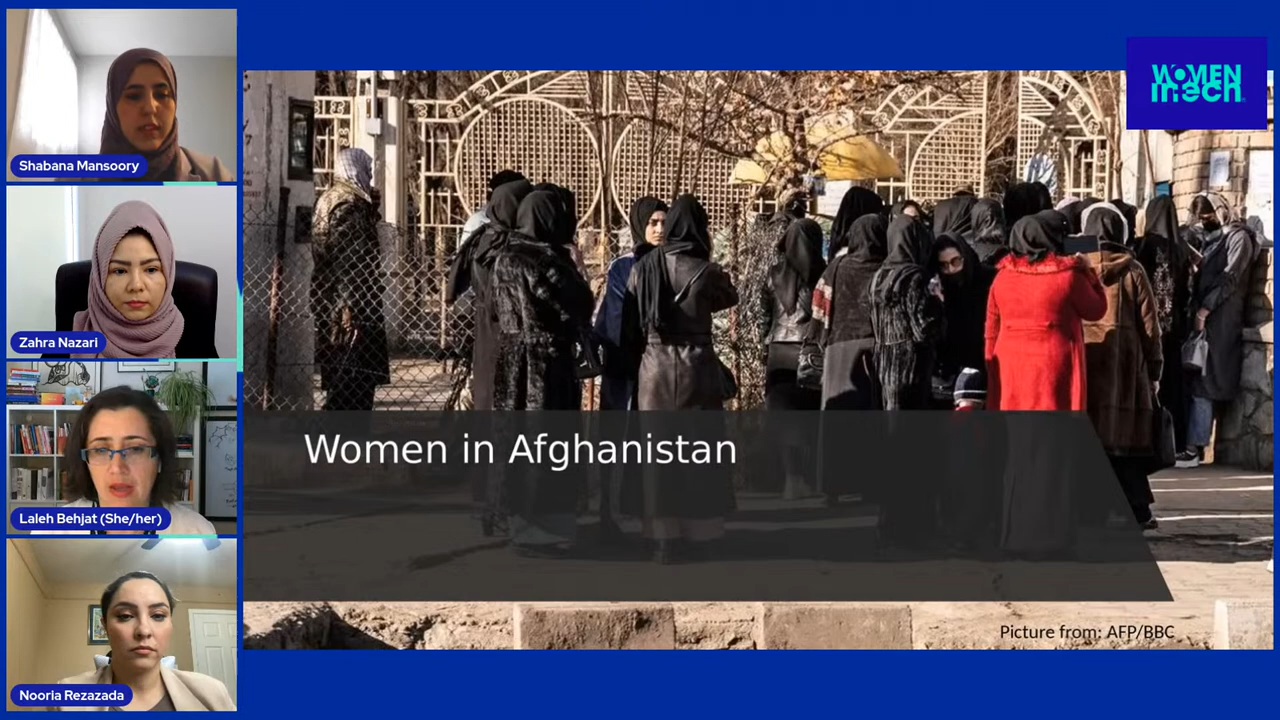 Shabana Mansoory
Zahra Nazari
Laleh Behjat (She/her)
Nooria Rezazada
WOMEN
in tech
Women in Afghanistan
Picture from: AFP/BBC